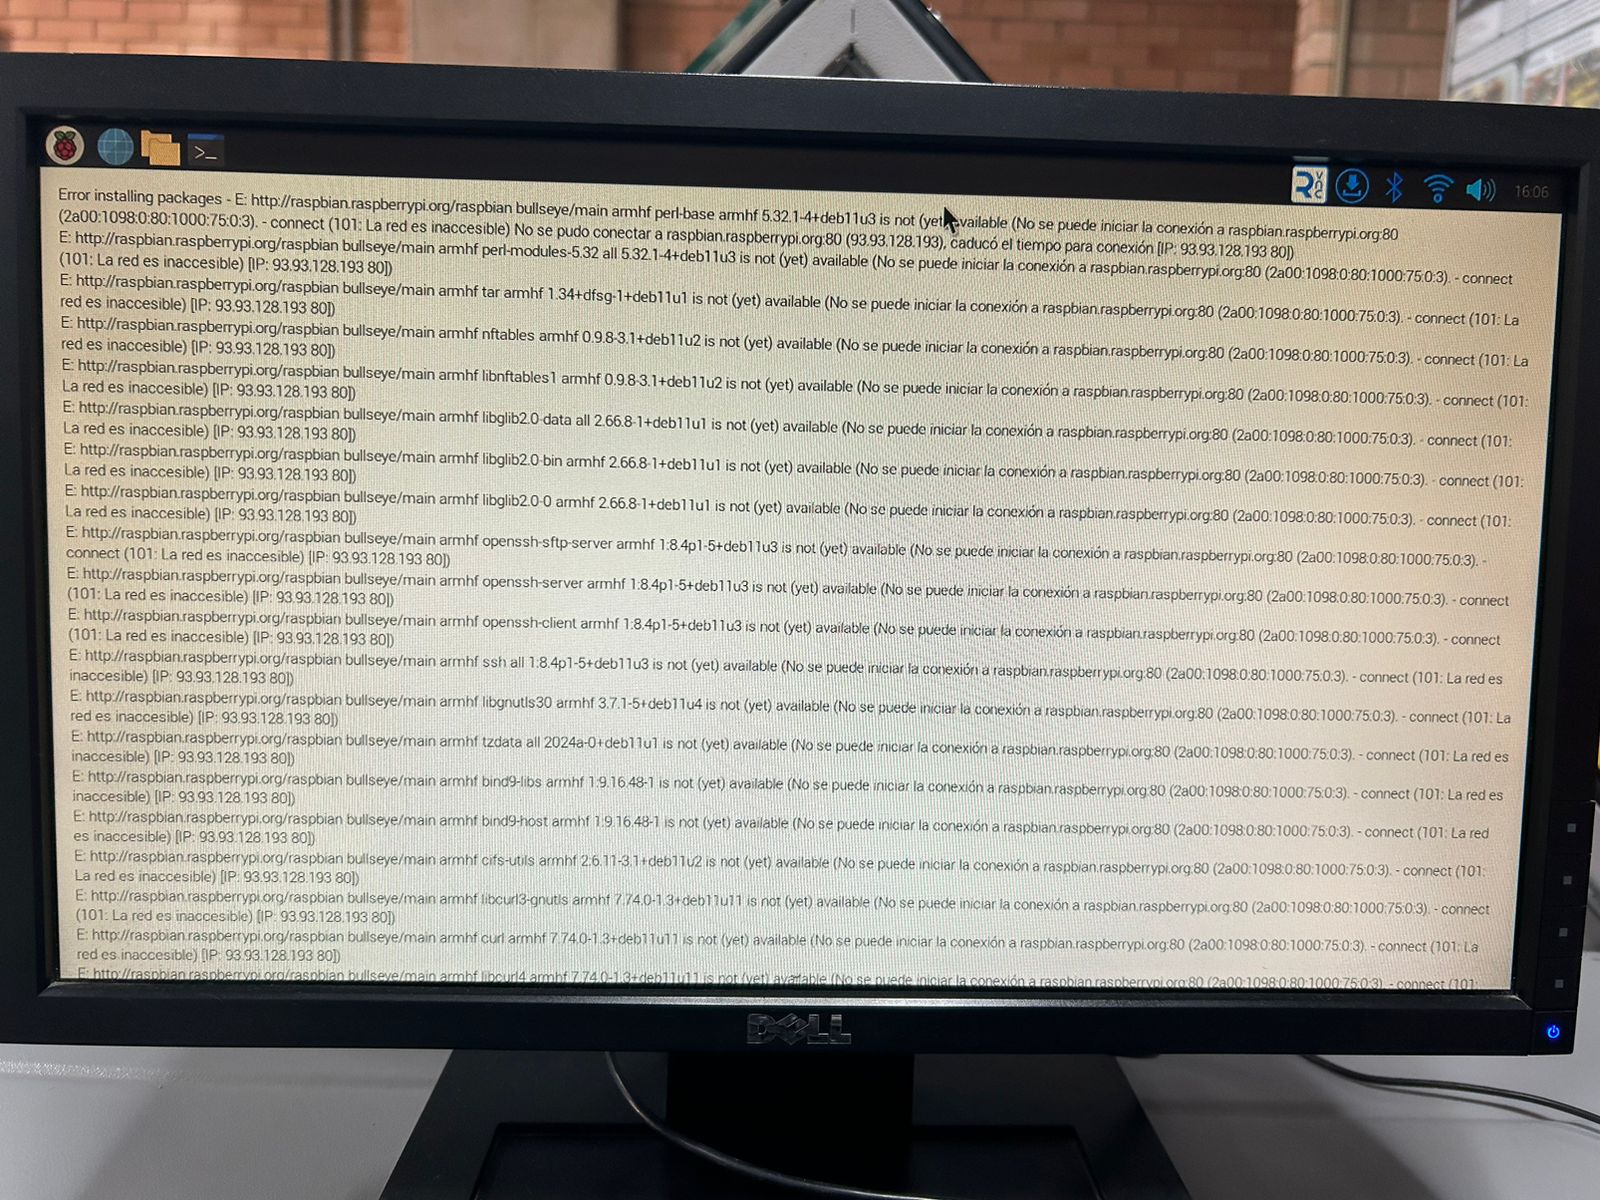 16:06
Error installing packages - E: http://raspbian.raspberrypi.org/raspbian bullseye/main armhf perl-base armhf 5.32.1-4+deb11u3 is not (yet) available (No se puede iniciar la conexión a raspbian.raspberrypi.org:80
(2a00:1098:0:80:1000:75:0:3). - connect (101: La red es inaccesible) No se pudo conectar a raspbian.raspberrypi.org:80 (93.93.128.193), caducó el tiempo para conexión [IP: 93.93.128.193 80])
E: http://raspbian.raspberrypi.org/raspbian bullseye/main armhf perl-modules-5.32 all 5.32.1-4+deb11u3 is not (yet) available (No se puede iniciar la conexión a raspbian.raspberrypi.org:80 (2a00:1098:0:80:1000:75:0:3). - connect
(101: La red es inaccesible) [IP: 93.93.128.193 80])
E: http://raspbian.raspberrypi.org/raspbian bullseye/main armhf tar armhf 1.34+dfsg-1+deb11u1 is not (yet) available (No se puede iniciar la conexión a raspbian.raspberrypi.org:80 (2a00:1098:0:80:1000:75:0:3). - connect (101: La
red es inaccesible) [IP: 93.93.128.193 80])
E: http://raspbian.raspberrypi.org/raspbian bullseye/main armhf nftables armhf 0.9.8-3.1+deb11u2 is not (yet) available (No se puede iniciar la conexión a raspbian.raspberrypi.org:80 (2a00:1098:0:80:1000:75:0:3). - connect (101: La
red es inaccesible) [IP: 93.93.128.193 80])
E: http://raspbian.raspberrypi.org/raspbian bullseye/main armhf libnftables1 armhf 0.9.8-3.1+deb11u2 is not (yet) available (No se puede iniciar la conexión a raspbian.raspberrypi.org:80 (2a00:1098:0:80:1000:75:0:3). - connect (101:
La red es inaccesible) [IP: 93.93.128.193 80])
E: http://raspbian.raspberrypi.org/raspbian bullseye/main armhf libglib2.0-data all 2.66.8-1+deb11u1 is not (yet) available (No se puede iniciar la conexión a raspbian.raspberrypi.org:80 (2a00:1098:0:80:1000:75:0:3). - connect (101:
La red es inaccesible) [IP: 93.93.128.193 80])
E: http://raspbian.raspberrypi.org/raspbian bullseye/main armhf libglib2.0-bin armhf 2.66.8-1+deb11u1 is not (yet) available (No se puede iniciar la conexión a raspbian.raspberrypi.org:80 (2a00:1098:0:80:1000:75:0:3). - connect (101:
La red es inaccesible) [IP: 93.93.128.193 80])
E: http://raspbian.raspberrypi.org/raspbian bullseye/main armhf libglib2.0-0 armhf 2.66.8-1+deb11u1 is not (yet) available (No se puede iniciar la conexión a raspbian.raspberrypi.org:80 (2a00:1098:0:80:1000:75:0:3). - connect (101:
La red es inaccesible) [IP: 93.93.128.193 80])
E: http://raspbian.raspberrypi.org/raspbian bullseye/main armhf openssh-sftp-server armhf 1:8.4p1-5+deb11u3 is not (yet) available (No se puede iniciar la conexión a raspbian.raspberrypi.org:80 (2a00:1098:0:80:1000:75:0:3). -
connect (101: La red es inaccesible) [IP: 93.93.128.193 80])
E: http://raspbian.raspberrypi.org/raspbian bullseye/main armhf openssh-server armhf 1:8.4p1-5+deb11u3 is not (yet) available (No se puede iniciar la conexión a raspbian.raspberrypi.org:80 (2a00:1098:0:80:1000:75:0:3). - connect
(101: La red es inaccesible) [IP: 93.93.128.193 80])
E: http://raspbian.raspberrypi.org/raspbian bullseye/main armhf openssh-client armhf 1:8.4p1-5+deb11u3 is not (yet) available (No se puede iniciar la conexión a raspbian.raspberrypi.org:80 (2a00:1098:0:80:1000:75:0:3). - connect
(101: La red es inaccesible) [IP: 93.93.128.193 80])
E: http://raspbian.raspberrypi.org/raspbian bullseye/main armhf ssh all 1:8.4p1-5+deb11u3 is not (yet) available (No se puede iniciar la conexión a raspbian.raspberrypi.org:80 (2a00:1098:0:80:1000:75:0:3). - connect (101: La red es
inaccesible) [IP: 93.93.128.193 80])
E: http://raspbian.raspberrypi.org/raspbian bullseye/main armhf libgnutls30 armhf 3.7.1-5+deb11u4 is not (yet) available (No se puede iniciar la conexión a raspbian.raspberrypi.org:80 (2a00:1098:0:80:1000:75:0:3). - connect (101: La
red es inaccesible) [IP: 93.93.128.193 80])
E: http://raspbian.raspberrypi.org/raspbian bullseye/main armhf tzdata all 2024a-0+deb11u1 is not (yet) available (No se puede iniciar la conexión a raspbian.raspberrypi.org:80 (2a00:1098:0:80:1000:75:0:3). - connect (101: La red es
inaccesible) [IP: 93.93.128.193 80])
E: http://raspbian.raspberrypi.org/raspbian bullseye/main armhf bind9-libs armhf 1:9.16.48-1 is not (yet) available (No se puede iniciar la conexión a raspbian.raspberrypi.org:80 (2a00:1098:0:80:1000:75:0:3). - connect (101: La red es
inaccesible) [IP: 93.93.128.193 80])
E: http://raspbian.raspberrypi.org/raspbian bullseye/main armhf bind9-host armhf 1:9.16.48-1 is not (yet) available (No se puede iniciar la conexión a raspbian.raspberrypi.org:80 (2a00:1098:0:80:1000:75:0:3). - connect (101: La red
es inaccesible) [IP: 93.93.128.193 80])
E: http://raspbian.raspberrypi.org/raspbian bullseye/main armhf cifs-utils armhf 2:6.11-3.1+deb11u2 is not (yet) available (No se puede iniciar la conexión a raspbian.raspberrypi.org:80 (2a00:1098:0:80:1000:75:0:3). - connect (101:
La red es inaccesible) [IP: 93.93.128.193 80])
E: http://raspbian.raspberrypi.org/raspbian bullseye/main armhf libcurl3-gnutls armhf 7.74.0-1.3+deb11u11 is not (yet) available (No se puede iniciar la conexión a raspbian.raspberrypi.org:80 (2a00:1098:0:80:1000:75:0:3). - connect
(101: La red es inaccesible) [IP: 93.93.128.193 80])
E: http://raspbian.raspberrypi.org/raspbian bullseye/main armhf curl armhf 7.74.0-1.3+deb11u11 is not (yet) available (No se puede iniciar la conexión a raspbian.raspberrypi.org:80 (2a00:1098:0:80:1000:75:0:3). - connect (101: La
red es inaccesible) [IP: 93.93.128.193 80])
E: http://raspbian.raspberrypi.org/raspbian bullseye/main armhf libcurl4 armhf 7.74.0-1.3+deb11u11 is not (yet) available (No se puede iniciar la conexión a raspbian.raspberrypi.org:80 (2a00:1098:0:80:1000:75:0:3). - connect (101:
DELL